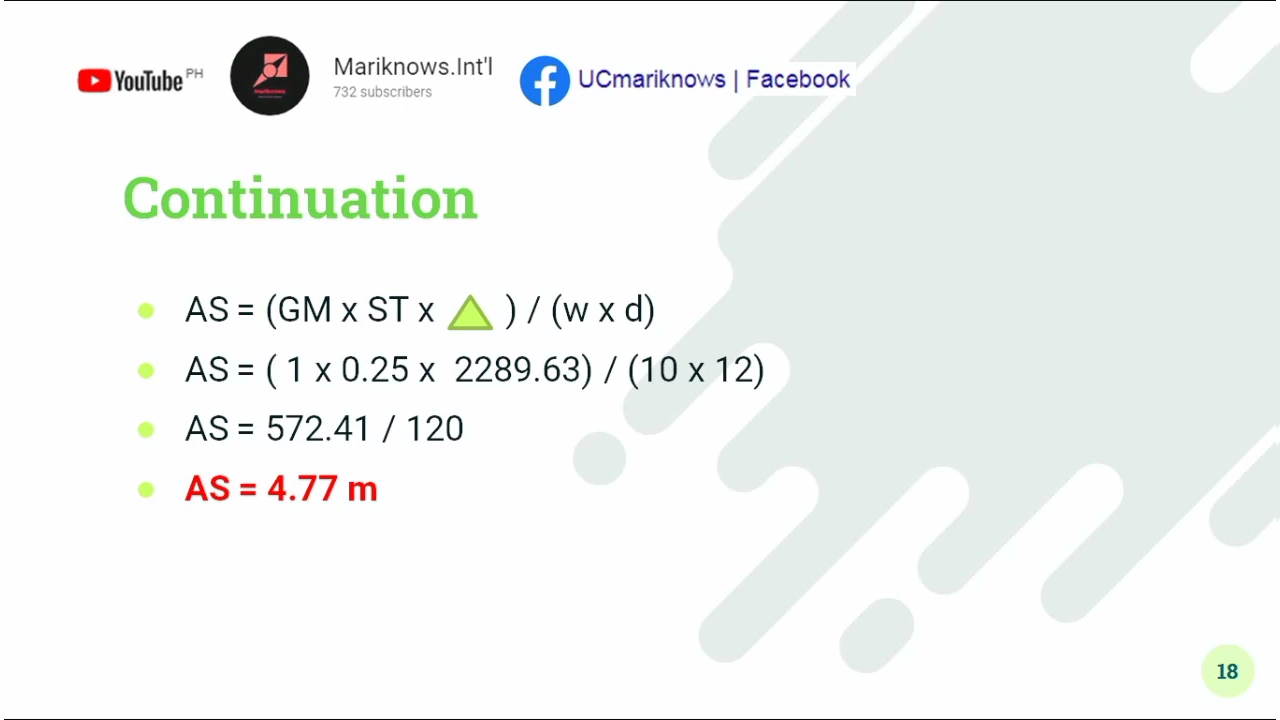 YouTube PH
Mariknows.Int'l
732 subscribers
UCmariknows | Facebook
Continuation
AS = (GM x ST x ) / (w x d)
AS = ( 1 x 0.25 x 2289.63) / (10 x 12)
AS = 572.41 / 120
AS = 4.77 m
18